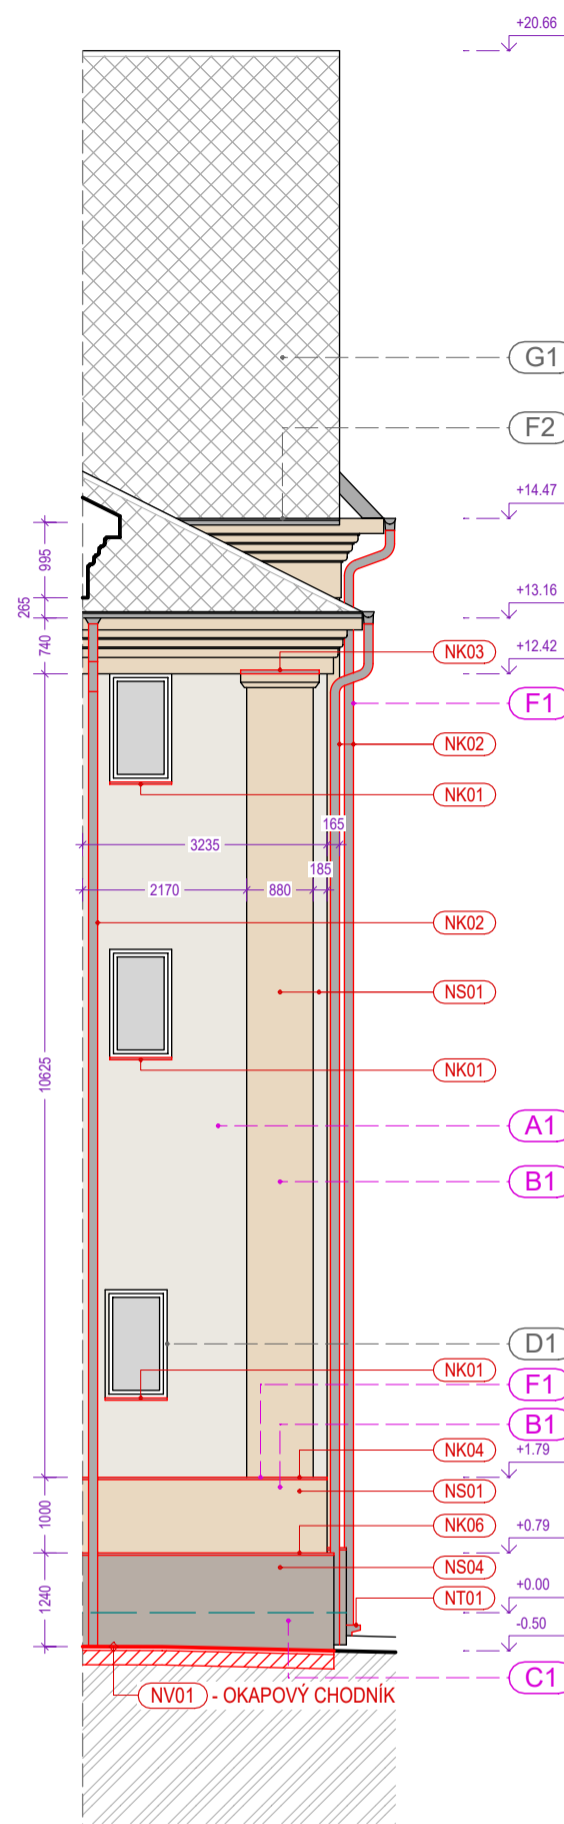 +20.66
G1
F2
+14.47
995
+13.16
265
740
NK03
+12.42
F1
NK02
NK01
165
3235
185
2170
880
NK02
NS01
NK01
10625
A1
B1
D1
NK01
F1
B1
NK04
+1.79
NS01
1000
NK06
+0.79
NS04
+0.00
1240
NT01
-0.50
C1
NV01 - OKAPOVÝ CHODNÍK